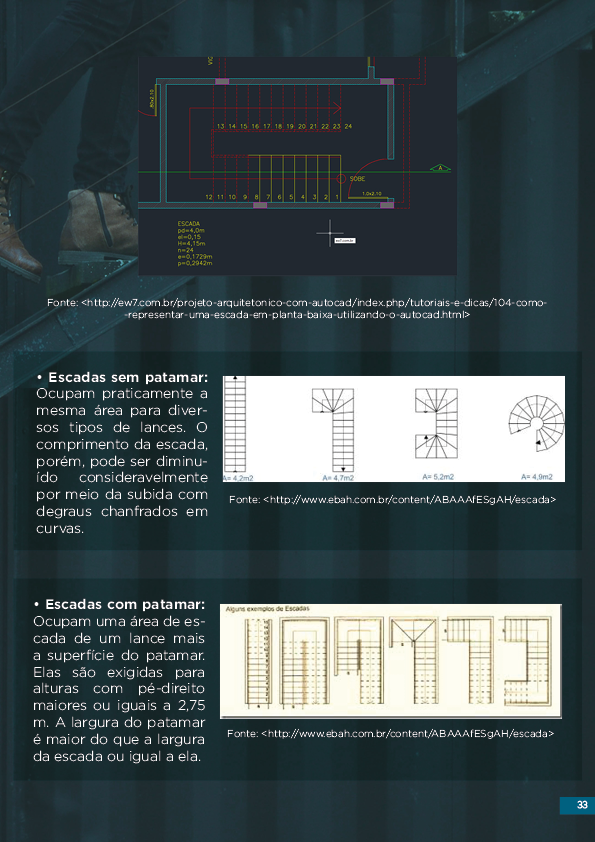 VIC
.80x2.10
13 14 15 16 17 18 19 20 21 22 23 24
A
SOBE
1.0x2.10
12 11 10 9 8 7 6 5 4 3 2 1
ESCADA
pd=4,0m
el=0,15
H=4,15m
n=24
e=0,1729m
p=0,2942m
Fonte: <http://ew7.com.br/projeto-arquitetonico-com-autocad/index.php/tutoriais-e-dicas/104-como-
-representar-uma-escada-em-planta-baixa-utilizando-o-autocad.html>
• Escadas sem patamar:
Ocupam praticamente a
mesma área para diver-
sos tipos de lances. O
comprimento da escada,
porém, pode ser diminu-
ído consideravelmente
por meio da subida com
degraus chanfrados em
curvas.
A= 4,2m2
A= 4,7m2
A= 5,2m2
A= 4,9m2
Fonte: <http://www.ebah.com.br/content/ABAAAfESgAH/escada>
• Escadas com patamar:
Ocupam uma área de es-
cada de um lance mais
a superfície do patamar.
Elas são exigidas para
alturas com pé-direito
maiores ou iguais a 2,75
m. A largura do patamar
é maior do que a largura
da escada ou igual a ela.
Alguns exemplos de Escadas
Fonte: <http://www.ebah.com.br/content/ABAAAfESgAH/escada>
33